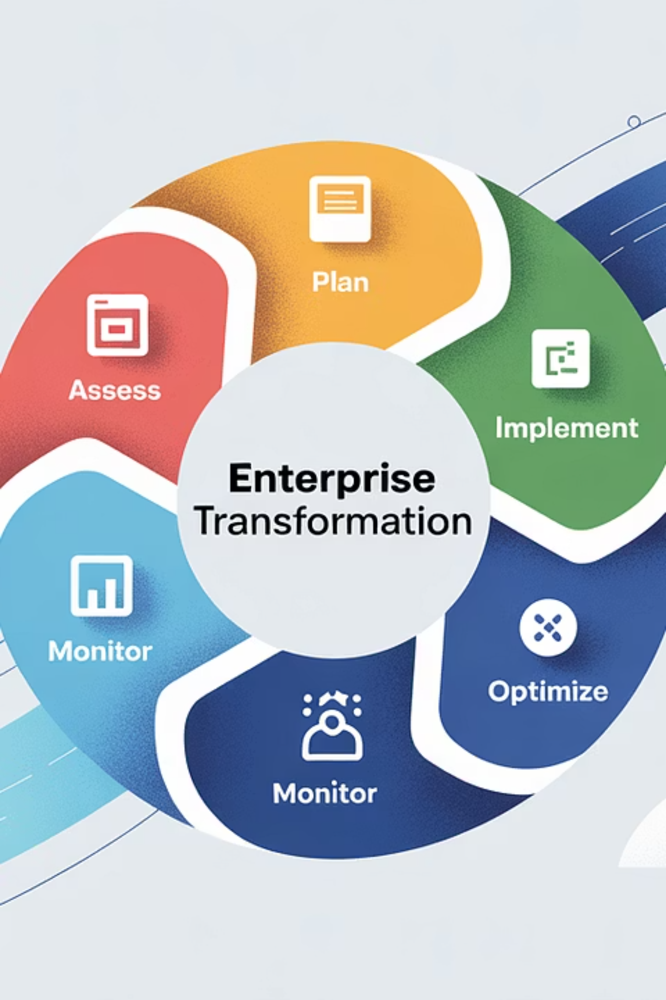 Plan
Assess
Implement
Enterprise
Transformation
Monitor
Optimize
Monitor